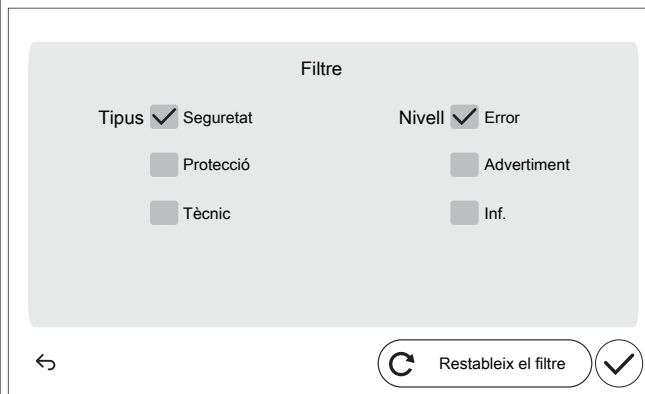 Filtre
Tipus Seguretat Nivell Error
Protecció Advertiment
Tècnic Inf.
Restableix el filtre